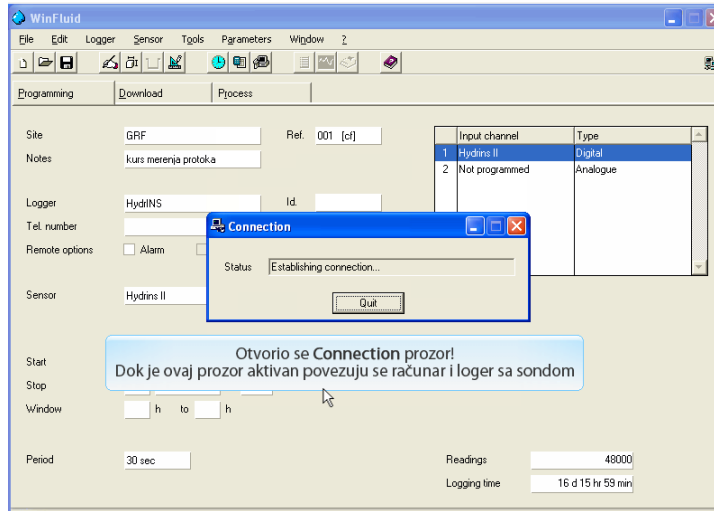 WinFluid
File Edit Logger Sensor Tools Parameters Window ?
Programming Download Process
Site GRF Ref. 001 [cf]
Notes kurs merenja protoka
Input channel Type
1 Hydrins II Digital
2 Not programmed Analogue
Logger HydrINS Id.
Tel. number
Remote options Alarm
Connection
Status Establishing connection...
Quit
Sensor Hydrins II
Otvorio se Connection prozor!
Dok je ovaj prozor aktivan povezuju se računar i loger sa sondom
Start
Stop
Window h to h
Period 30 sec
Readings 48000
Logging time 16 d 15 hr 59 min